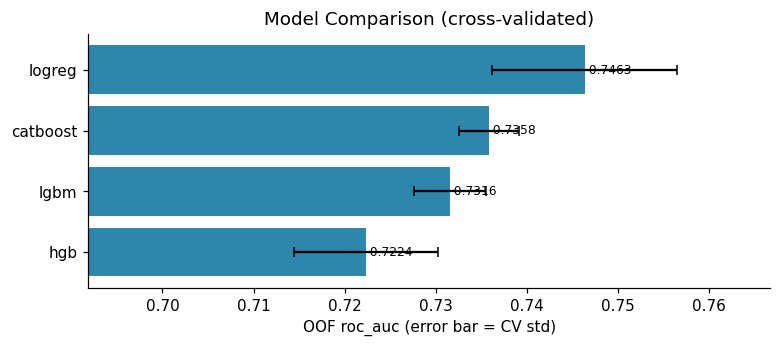 Model Comparison (cross-validated)
logreg
0.7463
catboost
0.7358
lgbm
0.7316
hgb
0.7224
0.70 0.71 0.72 0.73 0.74 0.75 0.76
OOF roc_auc (error bar = CV std)